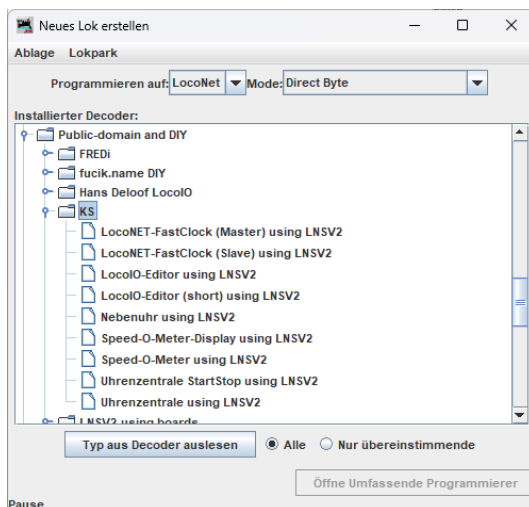 Neues Lok erstellen
Ablage Lokpark
Programmieren auf: LocoNet Mode: Direct Byte
Installierter Decoder:
Public-domain and DIY
FREDi
fucik.name DIY
Hans Deloof LocoIO
KS
LocoNET-FastClock (Master) using LNSV2
LocoNET-FastClock (Slave) using LNSV2
LocoIO-Editor using LNSV2
LocoIO-Editor (short) using LNSV2
Nebenuhr using LNSV2
Speed-O-Meter-Display using LNSV2
Speed-O-Meter using LNSV2
Uhrenzentrale StartStop using LNSV2
Uhrenzentrale using LNSV2
LNSV2 using boards
Typ aus Decoder auslesen Alle Nur übereinstimmende
Öffne Umfassende Programmierer
Pause